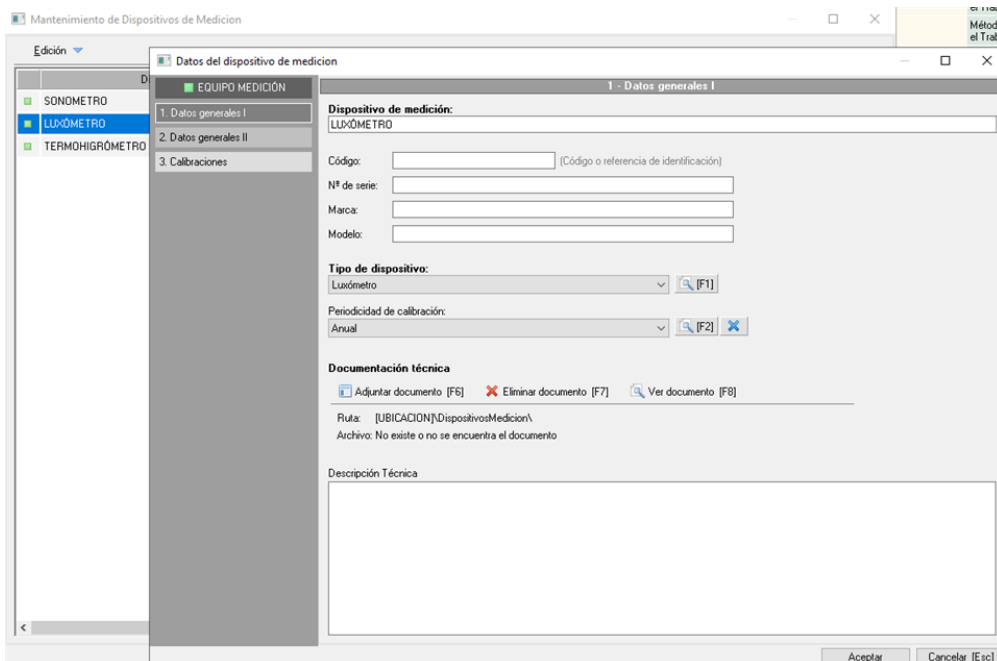 Mantenimiento de Dispositivos de Medicion
Método
el Trab
Edición
SONOMETRO
LUXÓMETRO
TERMOHIGRÓMETRO
Datos del dispositivo de medicion
EQUIPO MEDICIÓN
1. Datos generales I
2. Datos generales II
3. Calibraciones
1 - Datos generales I
Dispositivo de medición:
LUXÓMETRO
Código: (Código o referencia de identificación)
Nª de serie:
Marca:
Modelo:
Tipo de dispositivo:
Luxómetro [F1]
Periodicidad de calibración:
Anual [F2]
Documentación técnica
Adjuntar documento [F6] Eliminar documento [F7] Ver documento [F8]
Ruta: [UBICACION]\DispositivosMedicion\
Archivo: No existe o no se encuentra el documento
Descripción Técnica
Aceptar Cancelar [Esc]